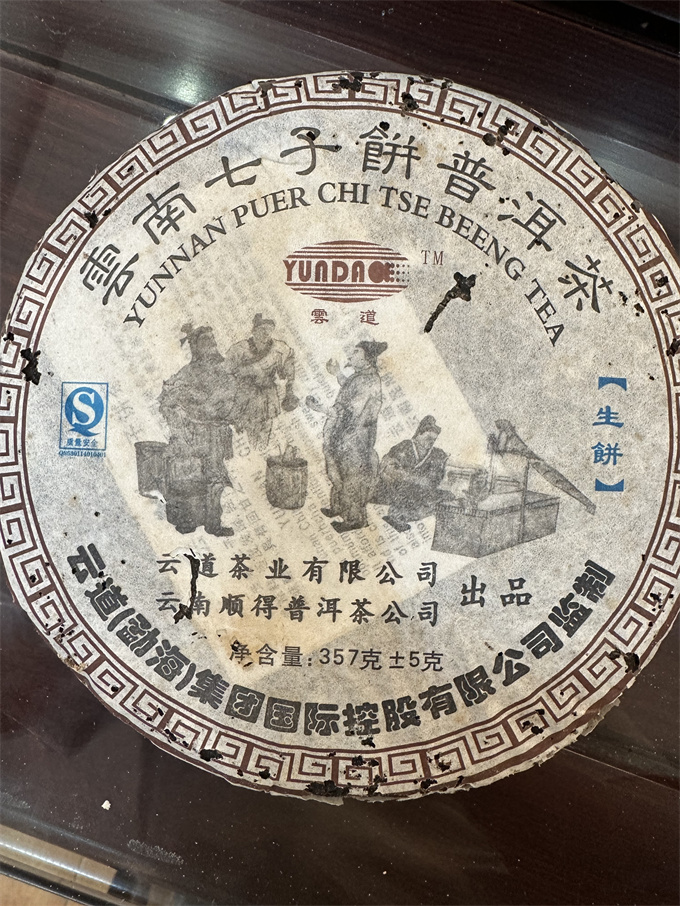 雲南七子餅普洱茶
YUNNAN PUER CHI TSE BEENG TEA
YUNDAOE TM
雲道
质量安全
【生餅】
云道茶业有限公司
云南顺得普洱茶公司
出品
净含量：357克±5克
云道(勐海)集团国际控股有限公司监制